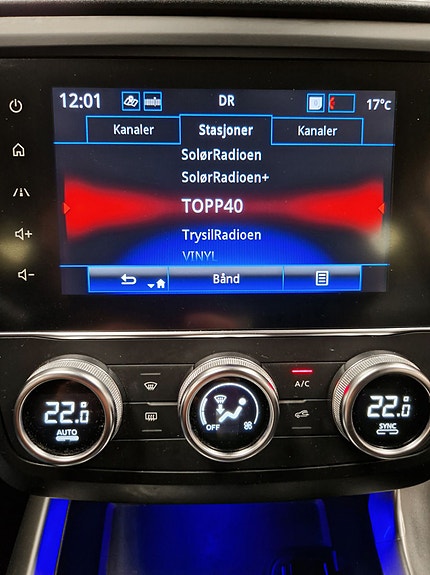 12:01 DR 17°C
Kanaler Stasjoner Kanaler
SolørRadioen
SolørRadioen+
TOPP40
TrysilRadioen
VINYL
Bånd
A/C
22.0 22.0
AUTO OFF SYNC